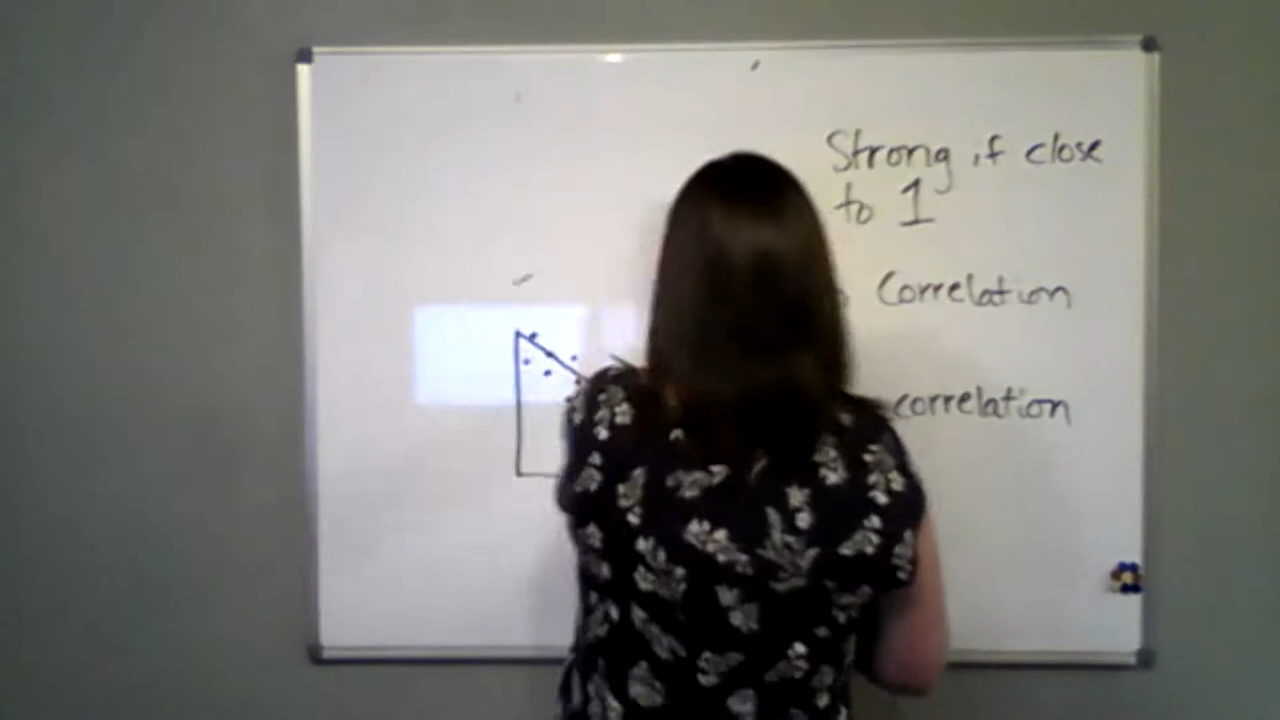 Strong if close
to 1
Correlation
correlation